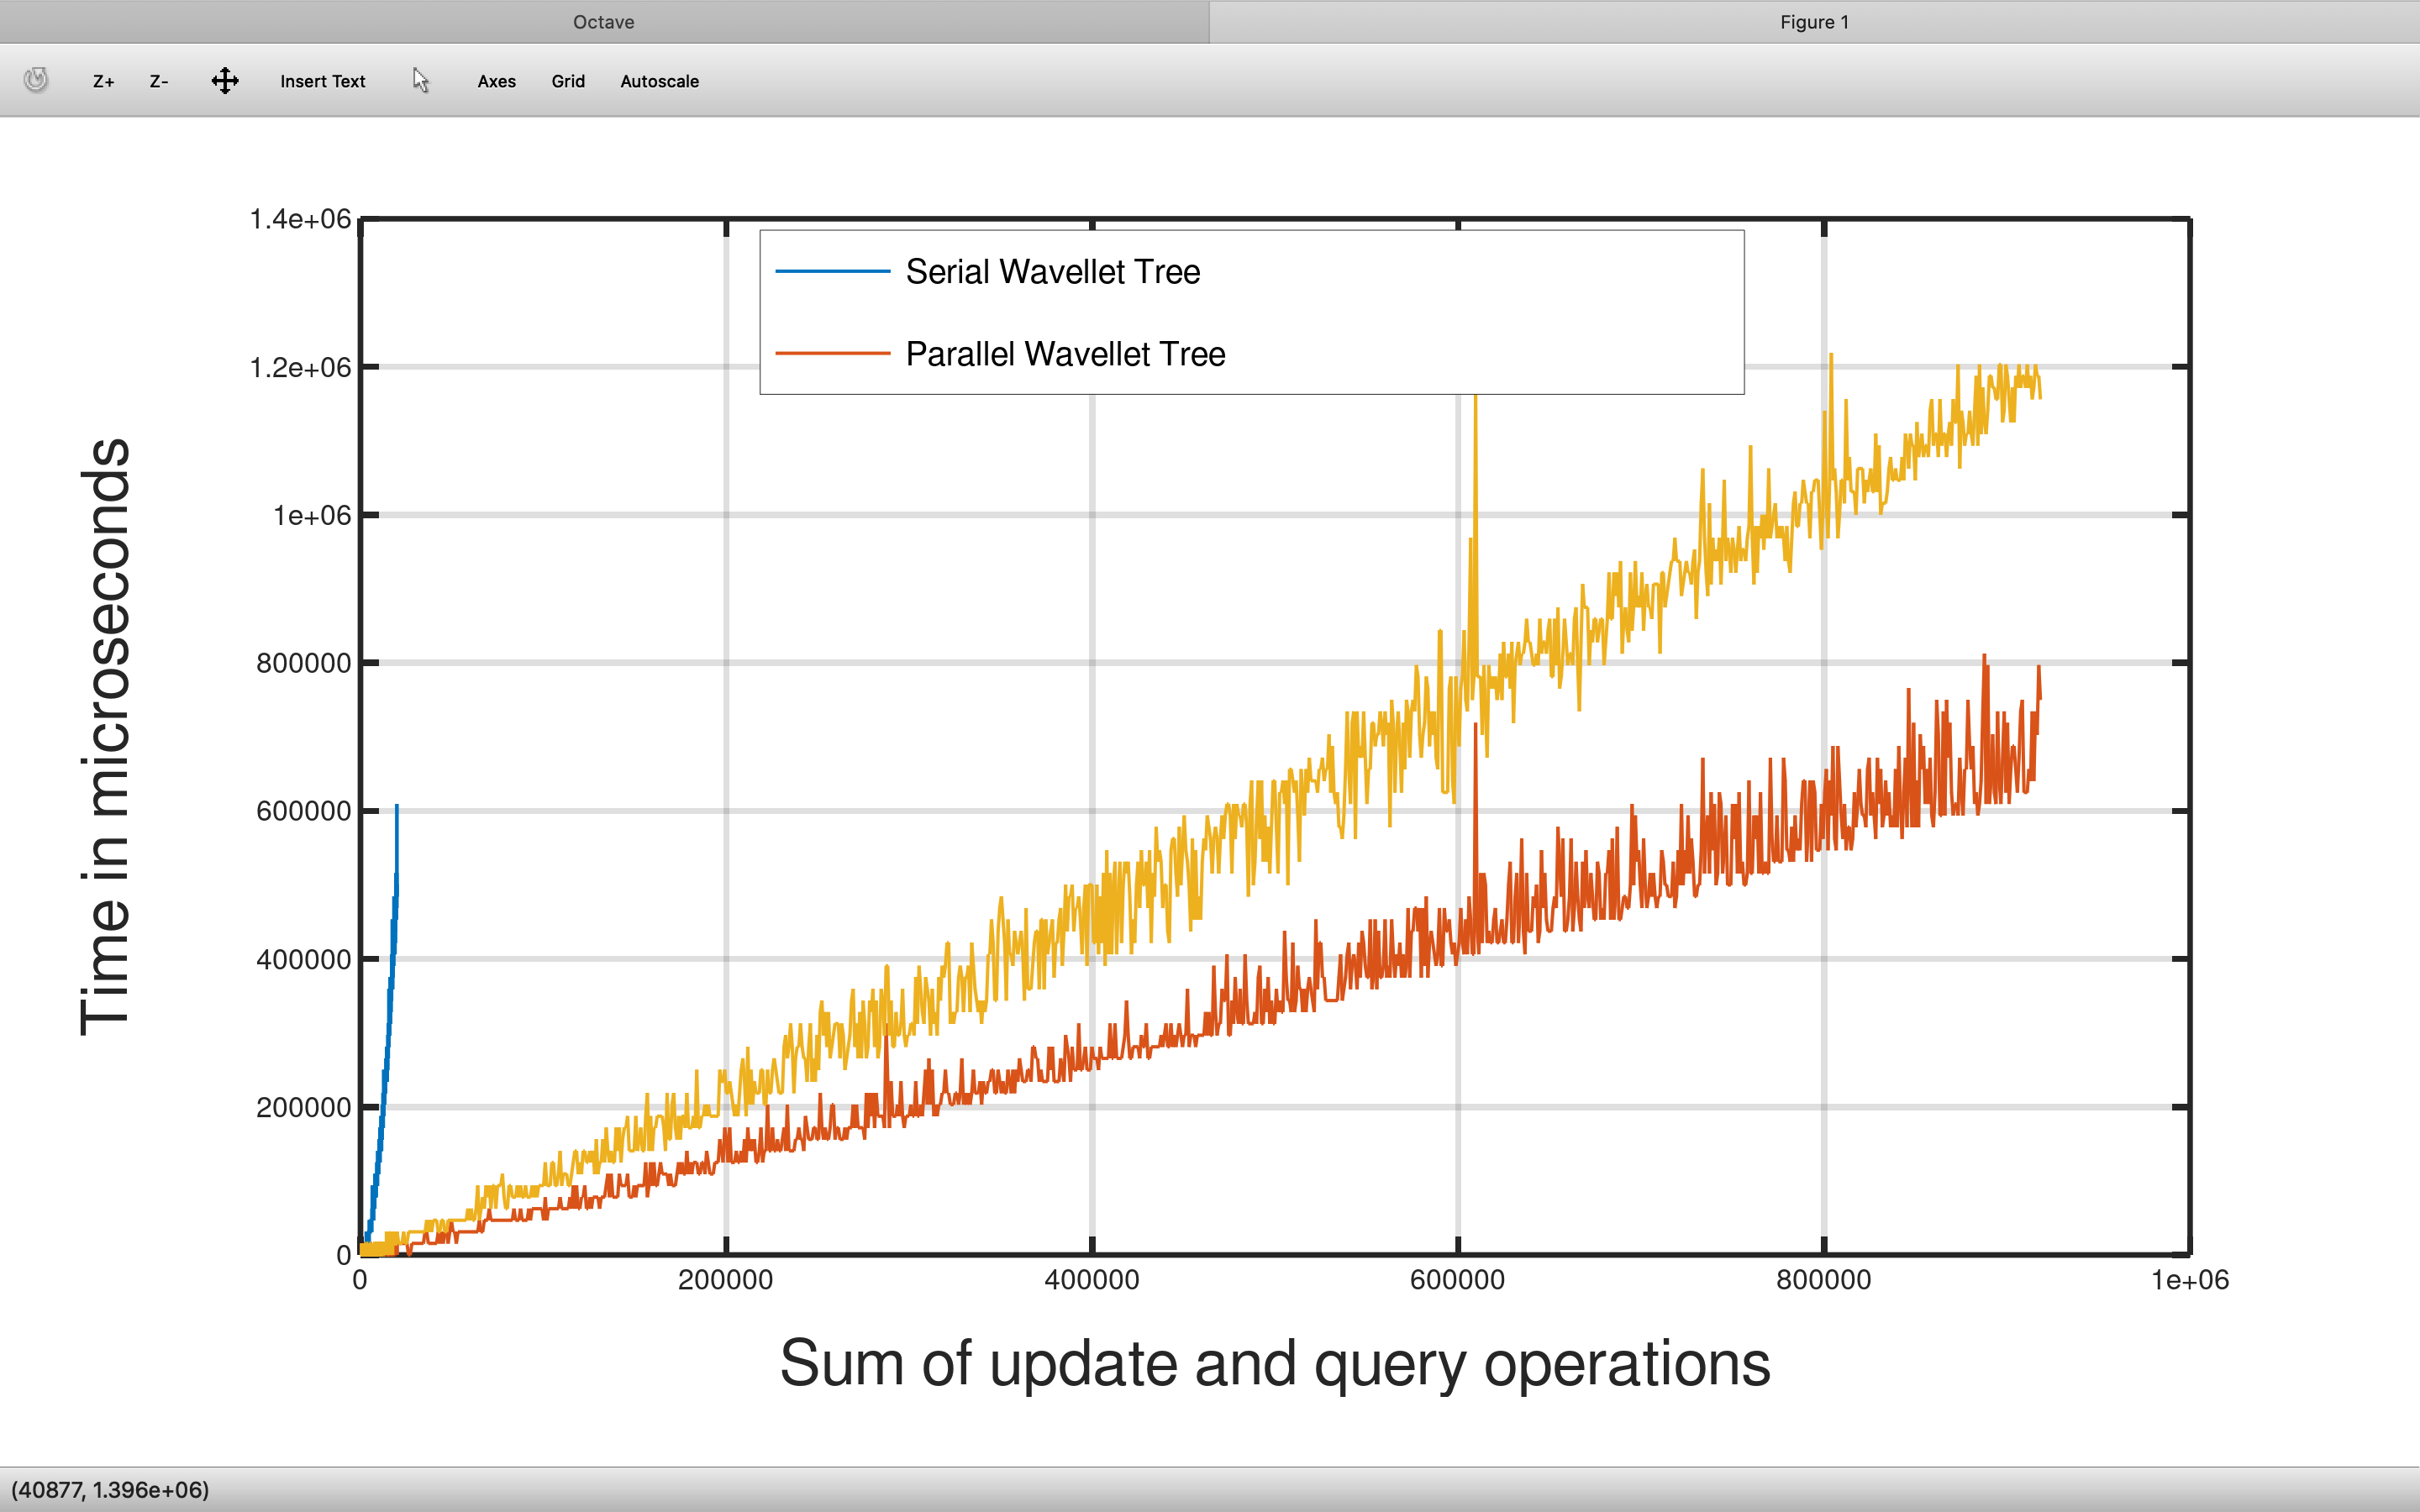 Octave
Figure 1
Z+ Z- Insert Text Axes Grid Autoscale
1.4e+06
1.2e+06
1e+06
800000
600000
400000
200000
0
Serial Wavellet Tree
Parallel Wavellet Tree
Time in microseconds
0 200000 400000 600000 800000 1e+06
Sum of update and query operations
(40877, 1.396e+06)